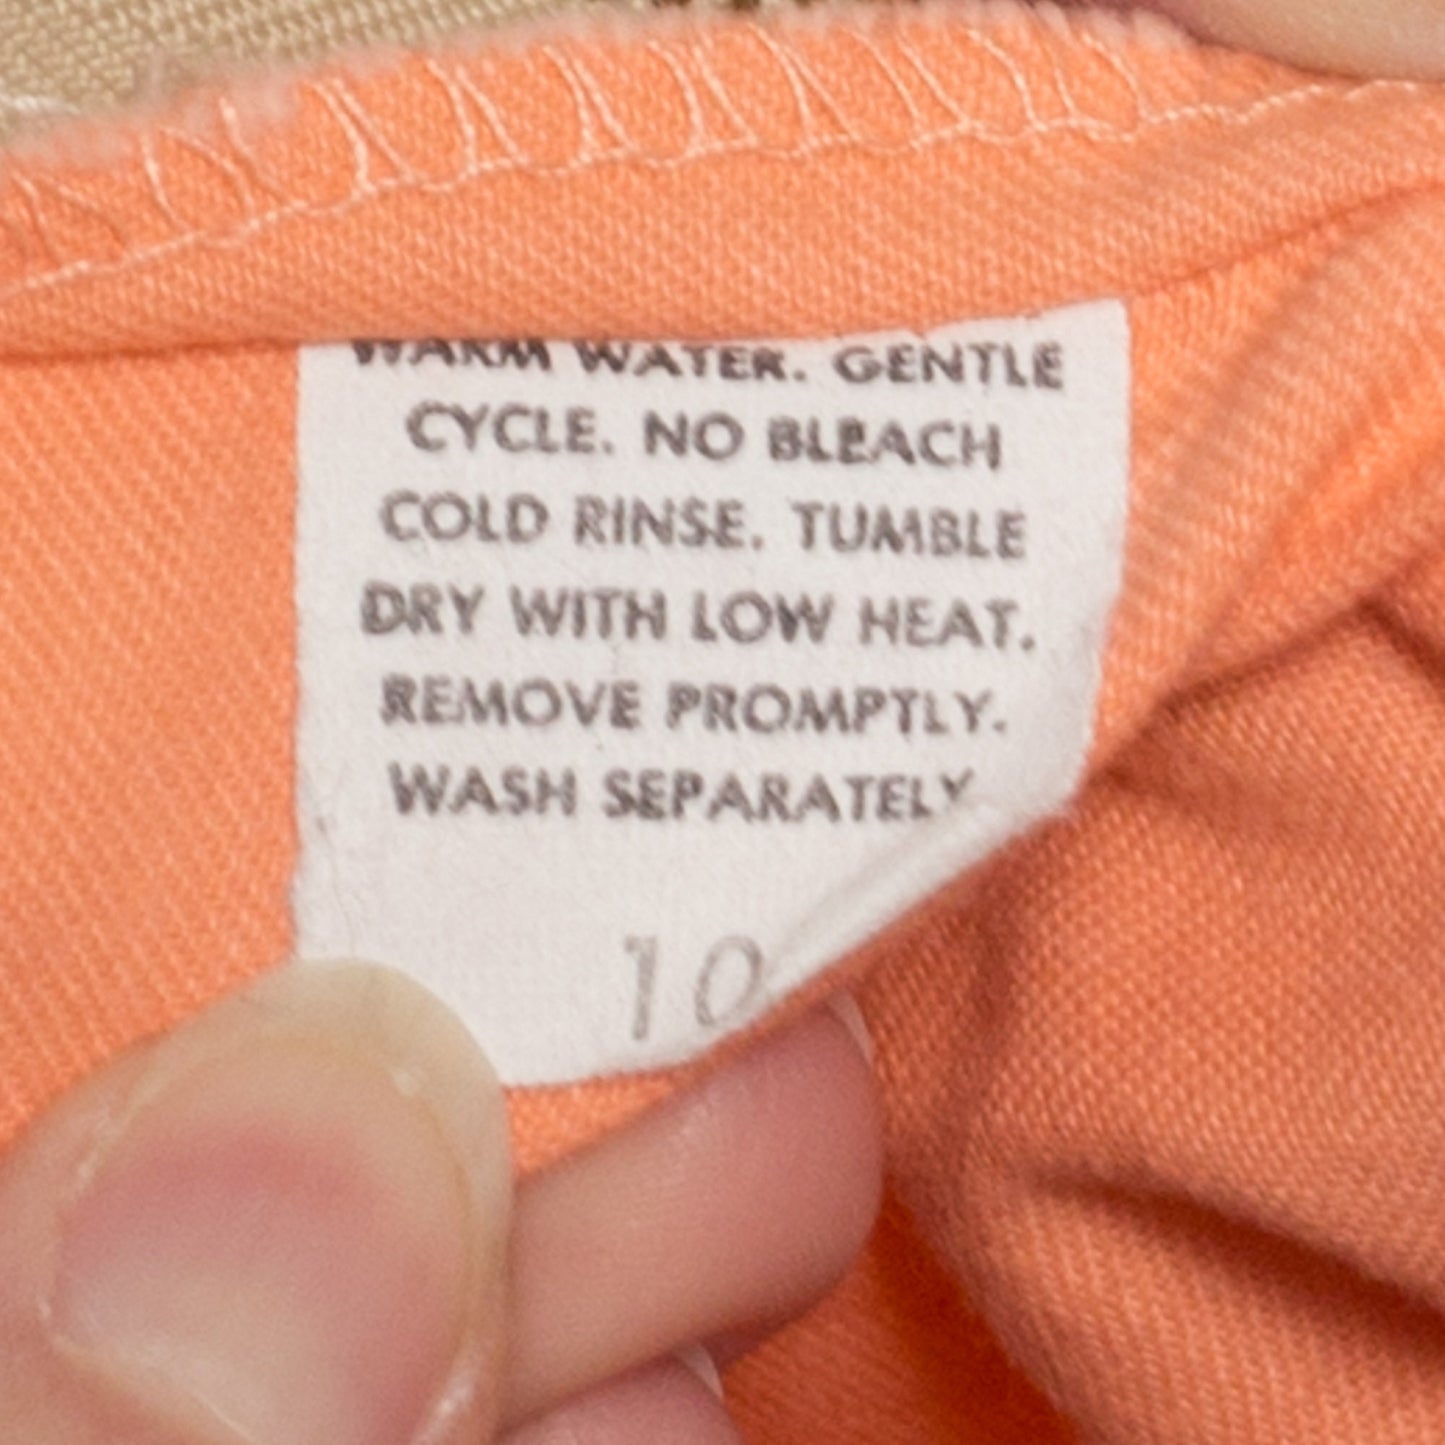 WARM WATER. GENTLE
CYCLE. NO BLEACH
COLD RINSE. TUMBLE
DRY WITH LOW HEAT.
REMOVE PROMPTLY.
WASH SEPARATELY
10